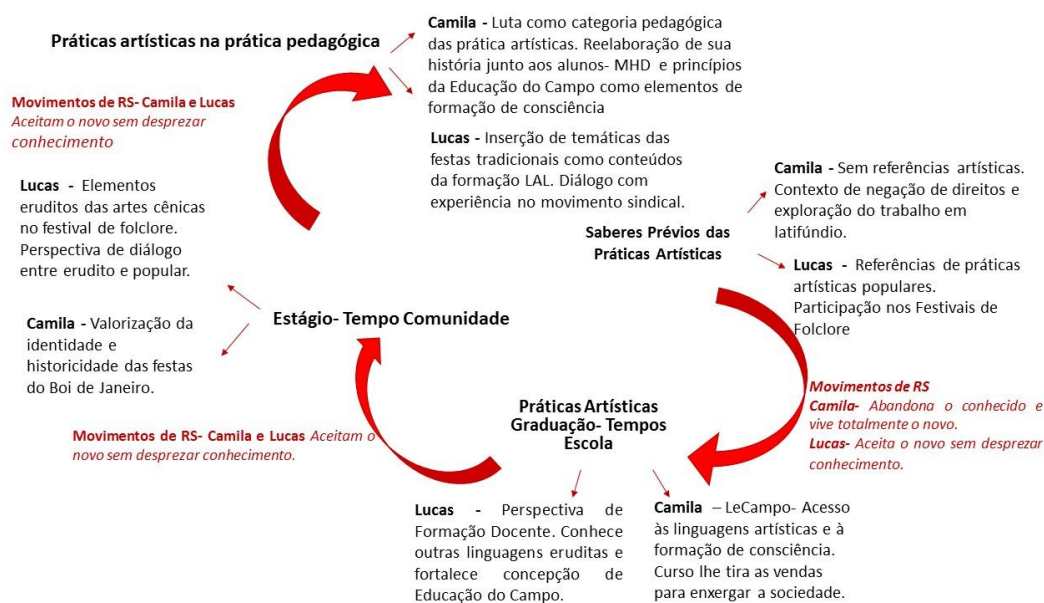 Práticas artísticas na prática pedagógica
Camila - Luta como categoria pedagógica
das prática artísticas. Reelaboração de sua
história junto aos alunos- MHD e princípios
da Educação do Campo como elementos de
formação de consciência
Lucas - Inserção de temáticas das
festas tradicionais como conteúdos
da formação LAL. Diálogo com
experiência no movimento sindical.
Movimentos de RS- Camila e Lucas
Aceitam o novo sem desprezar
conhecimento
Lucas - Elementos
eruditos das artes cênicas
no festival de folclore.
Perspectiva de diálogo
entre erudito e popular.
Camila - Valorização da
identidade e
historicidade das festas
do Boi de Janeiro.
Estágio- Tempo Comunidade
Saberes Prévios das
Práticas Artísticas
Camila - Sem referências artísticas.
Contexto de negação de direitos e
exploração do trabalho em
latifúndio.
Lucas - Referências de práticas
artísticas populares.
Participação nos Festivais de
Folclore
Movimentos de RS
Camila- Abandona o conhecido e
vive totalmente o novo.
Lucas- Aceita o novo sem desprezar
conhecimento.
Práticas Artísticas
Graduação- Tempos
Escola
Movimentos de RS- Camila e Lucas Aceitam o
novo sem desprezar conhecimento.
Lucas - Perspectiva de
Formação Docente. Conhece
outras linguagens eruditas e
fortalece concepção de
Educação do Campo.
Camila – LeCampo- Acesso
às linguagens artísticas e à
formação de consciência.
Curso lhe tira as vendas
para enxergar a sociedade.